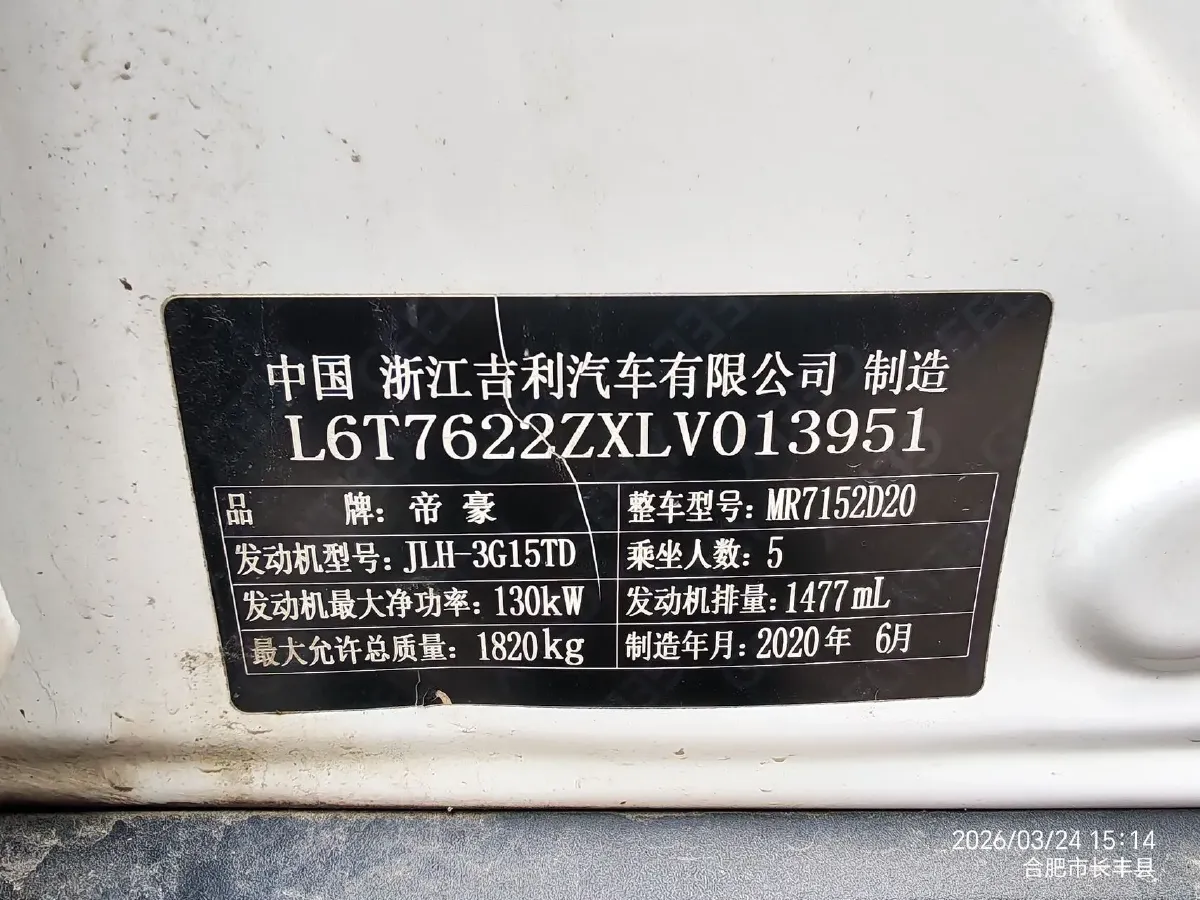 中国 浙江吉利汽车有限公司 制造
L6T7622ZXLV013951
品 牌: 帝 豪 整车型号: MR7152D20
发动机型号: JLH-3G15TD 乘坐人数: 5
发动机最大净功率: 130kW 发动机排量: 1477mL
最大允许总质量: 1820kg 制造年月: 2020年 6月
2026/03/24 15:14
合肥市长丰县